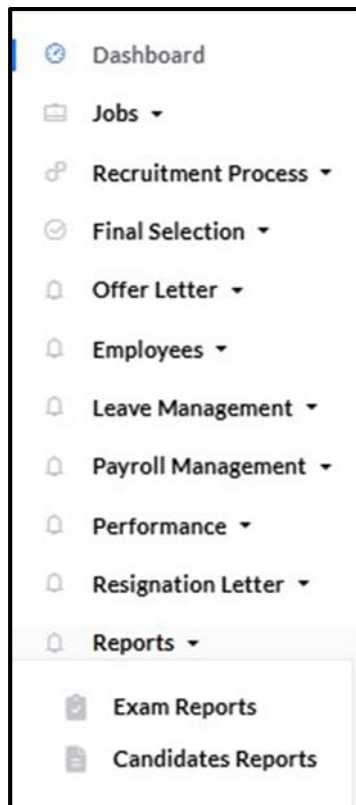 Dashboard
Jobs
Recruitment Process
Final Selection
Offer Letter
Employees
Leave Management
Payroll Management
Performance
Resignation Letter
Reports
Exam Reports
Candidates Reports